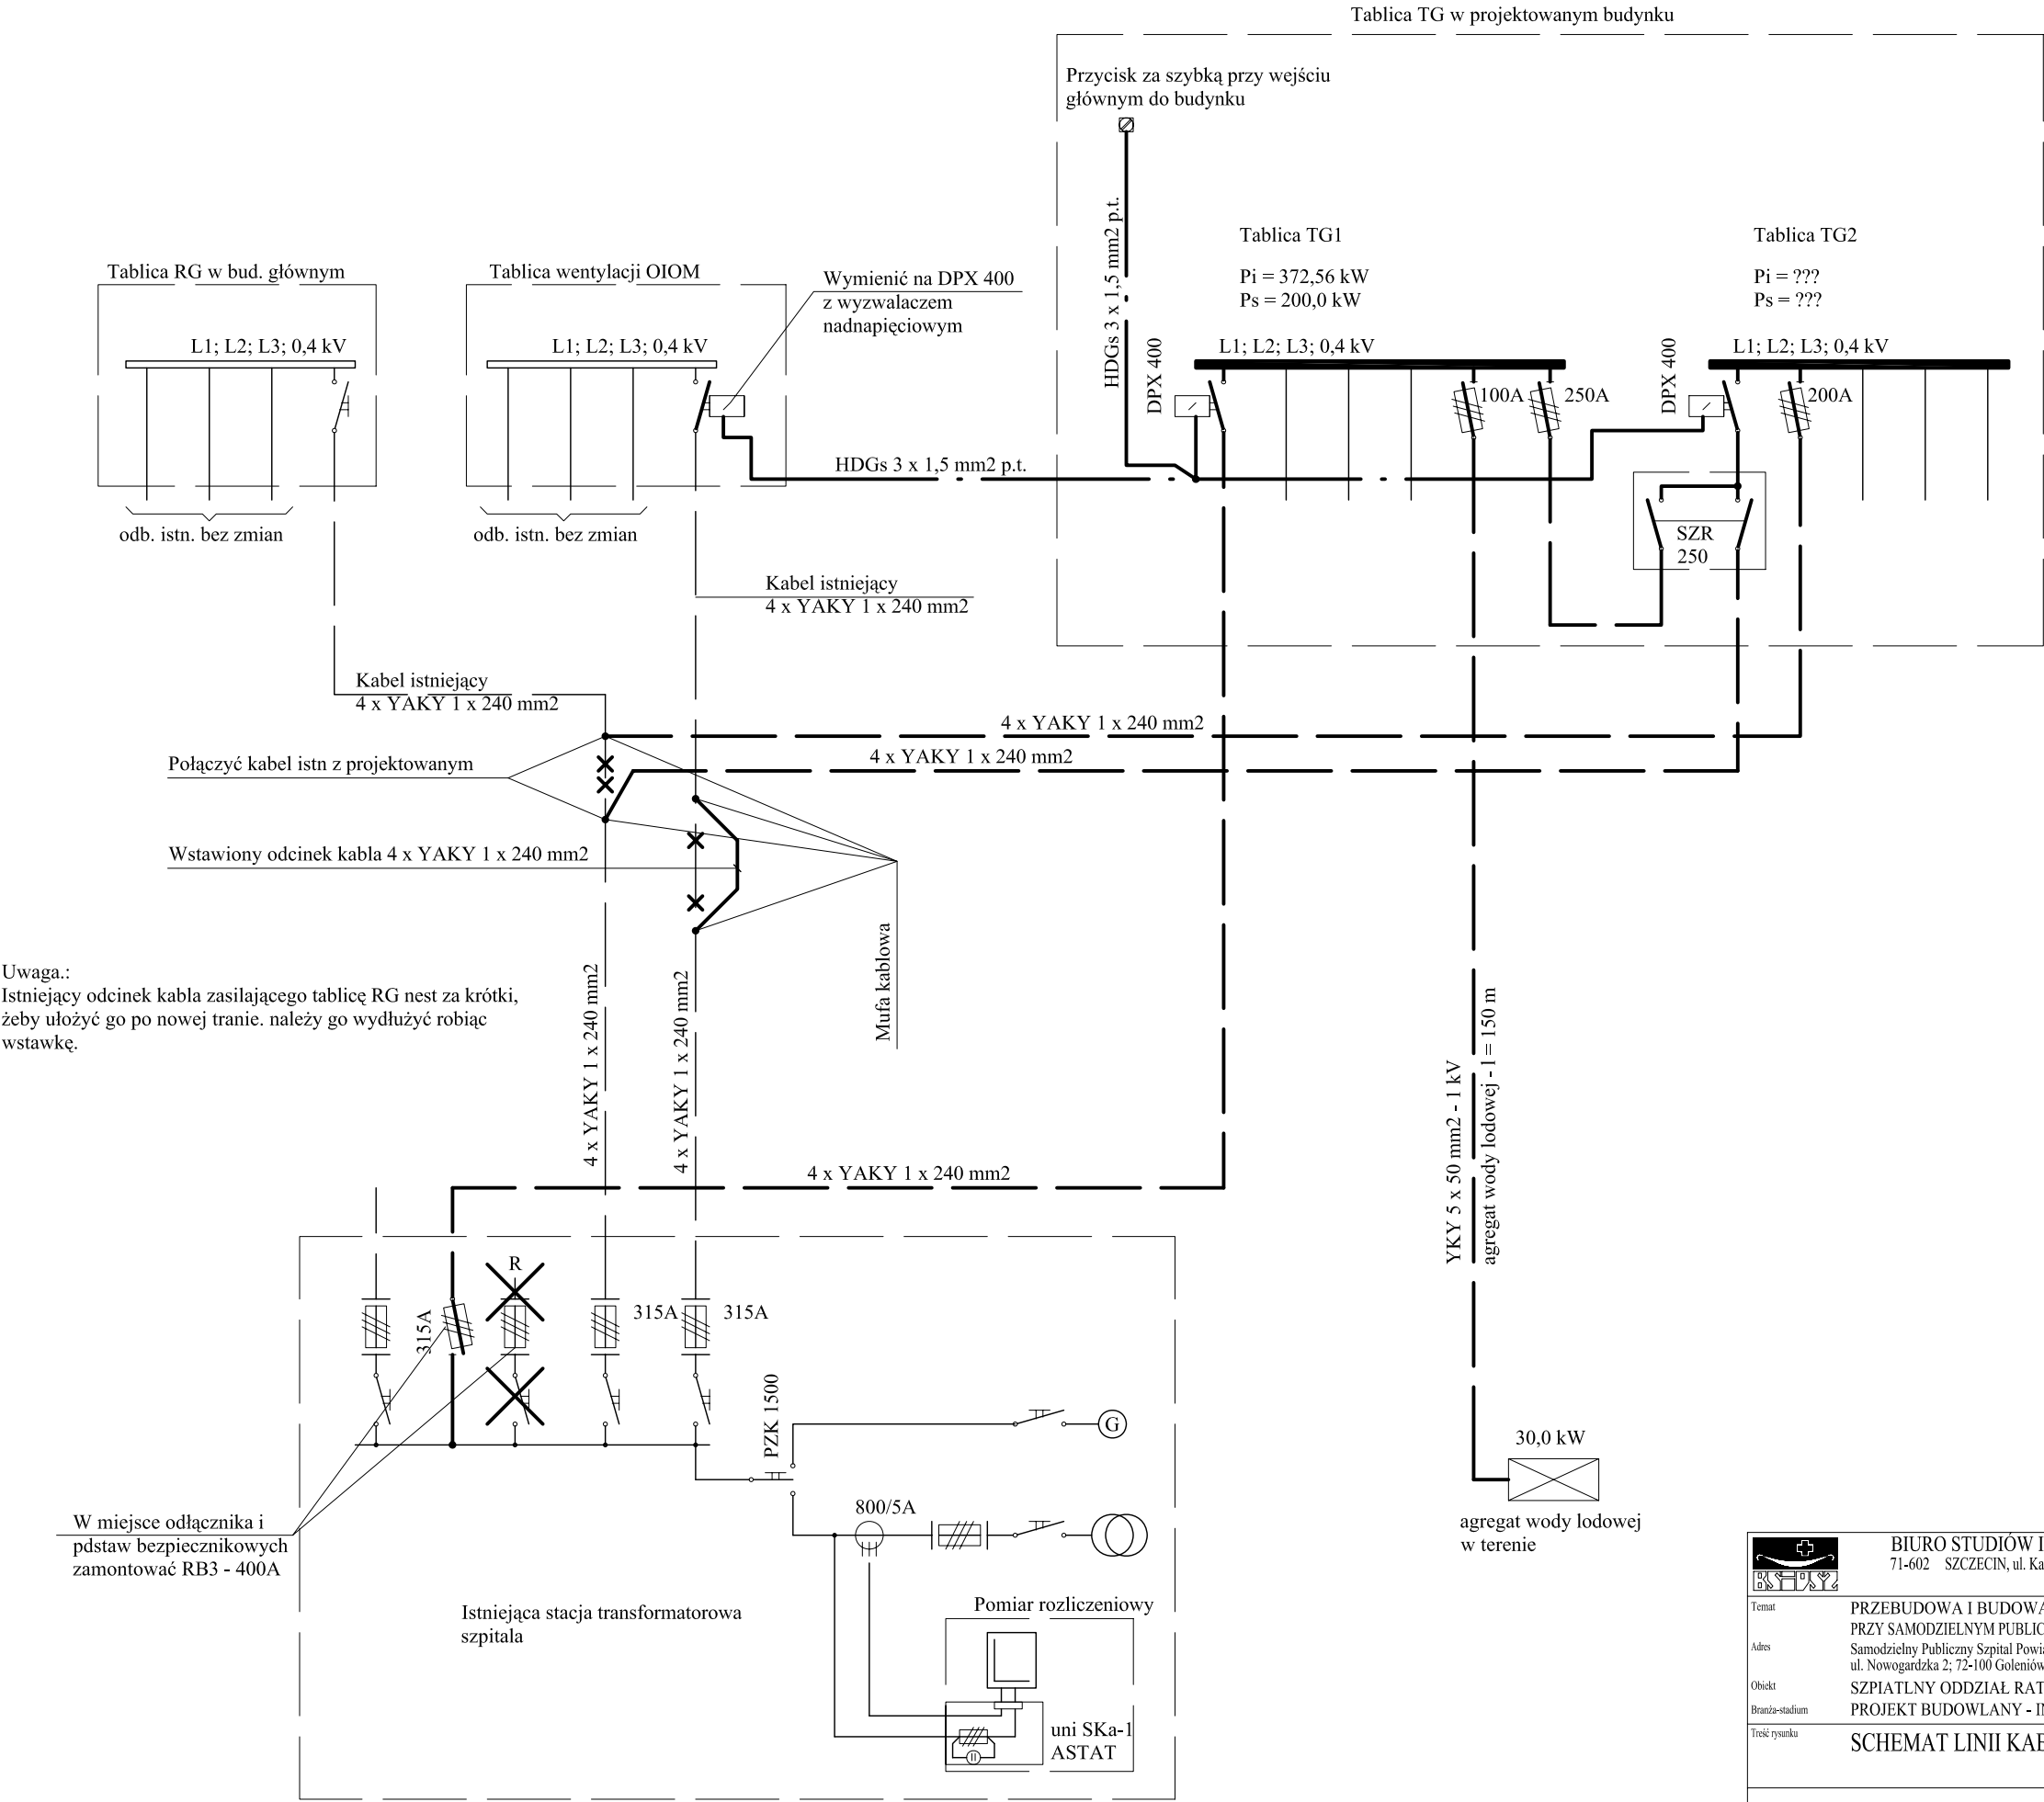 Tablica TG w projektowanym budynku
Przycisk za szybką przy wejściu
głównym do budynku
HDGs 3 x 1,5 mm2 p.t.
Tablica TG1
Pi = 372,56 kW
Ps = 200,0 kW
Tablica TG2
Pi = ???
Ps = ???
Tablica RG w bud. głównym
Tablica wentylacji OIOM
Wymienić na DPX 400
z wyzwalaczem
nadnapięciowym
L1; L2; L3; 0,4 kV
L1; L2; L3; 0,4 kV
DPX 400
L1; L2; L3; 0,4 kV
DPX 400
L1; L2; L3; 0,4 kV
100A
250A
200A
HDGs 3 x 1,5 mm2 p.t.
odb. istn. bez zmian
odb. istn. bez zmian
SZR
250
Kabel istniejący
4 x YAKY 1 x 240 mm2
Kabel istniejący
4 x YAKY 1 x 240 mm2
4 x YAKY 1 x 240 mm2
4 x YAKY 1 x 240 mm2
Połączyć kabel istn z projektowanym
Wstawiony odcinek kabla 4 x YAKY 1 x 240 mm2
Mufa kablowa
Uwaga.:
Istniejący odcinek kabla zasilającego tablicę RG nest za krótki,
żeby ułożyć go po nowej tranie. należy go wydłużyć robiąc
wstawkę.
4 x YAKY 1 x 240 mm2
4 x YAKY 1 x 240 mm2
YKY 5 x 50 mm2 - 1 kV
agregat wody lodowej - l = 150 m
4 x YAKY 1 x 240 mm2
R
315A
315A
315A
PZK 1500
G
800/5A
30,0 kW
agregat wody lodowej
w terenie
W miejsce odłącznika i
pdstaw bezpiecznikowych
zamontować RB3 - 400A
Istniejąca stacja transformatorowa
szpitala
Pomiar rozliczeniowy
uni SKa-1
ASTAT
BSiPSZ
BIURO STUDIÓW I
71-602 SZCZECIN, ul. Ka
Temat
PRZEBUDOWA I BUDOWA
PRZY SAMODZIELNYM PUBLIC
Adres
Samodzielny Publiczny Szpital Powia
ul. Nowogardzka 2; 72-100 Goleniów
Obiekt
SZPIATLNY ODDZIAŁ RAT
Branża-stadium
PROJEKT BUDOWLANY - IN
Treść rysunku
SCHEMAT LINII KAB